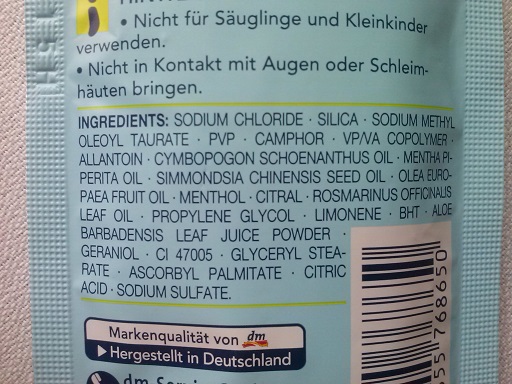 • Nicht für Säuglinge und Kleinkinder
verwenden.
• Nicht in Kontakt mit Augen oder Schleim-
häuten bringen.
INGREDIENTS: SODIUM CHLORIDE · SILICA · SODIUM METHYL
OLEOYL TAURATE · PVP · CAMPHOR · VP/VA COPOLYMER ·
ALLANTOIN · CYMBOPOGON SCHOENANTHUS OIL · MENTHA PI-
PERITA OIL · SIMMONDSIA CHINENSIS SEED OIL · OLEA EURO-
PAEA FRUIT OIL · MENTHOL · CITRAL · ROSMARINUS OFFICINALIS
LEAF OIL · PROPYLENE GLYCOL · LIMONENE · BHT · ALOE
BARBADENSIS LEAF JUICE POWDER ·
GERANIOL · CI 47005 · GLYCERYL STEA-
RATE · ASCORBYL PALMITATE · CITRIC
ACID · SODIUM SULFATE.
Markenqualität von dm
Hergestellt in Deutschland
dm
55 768650